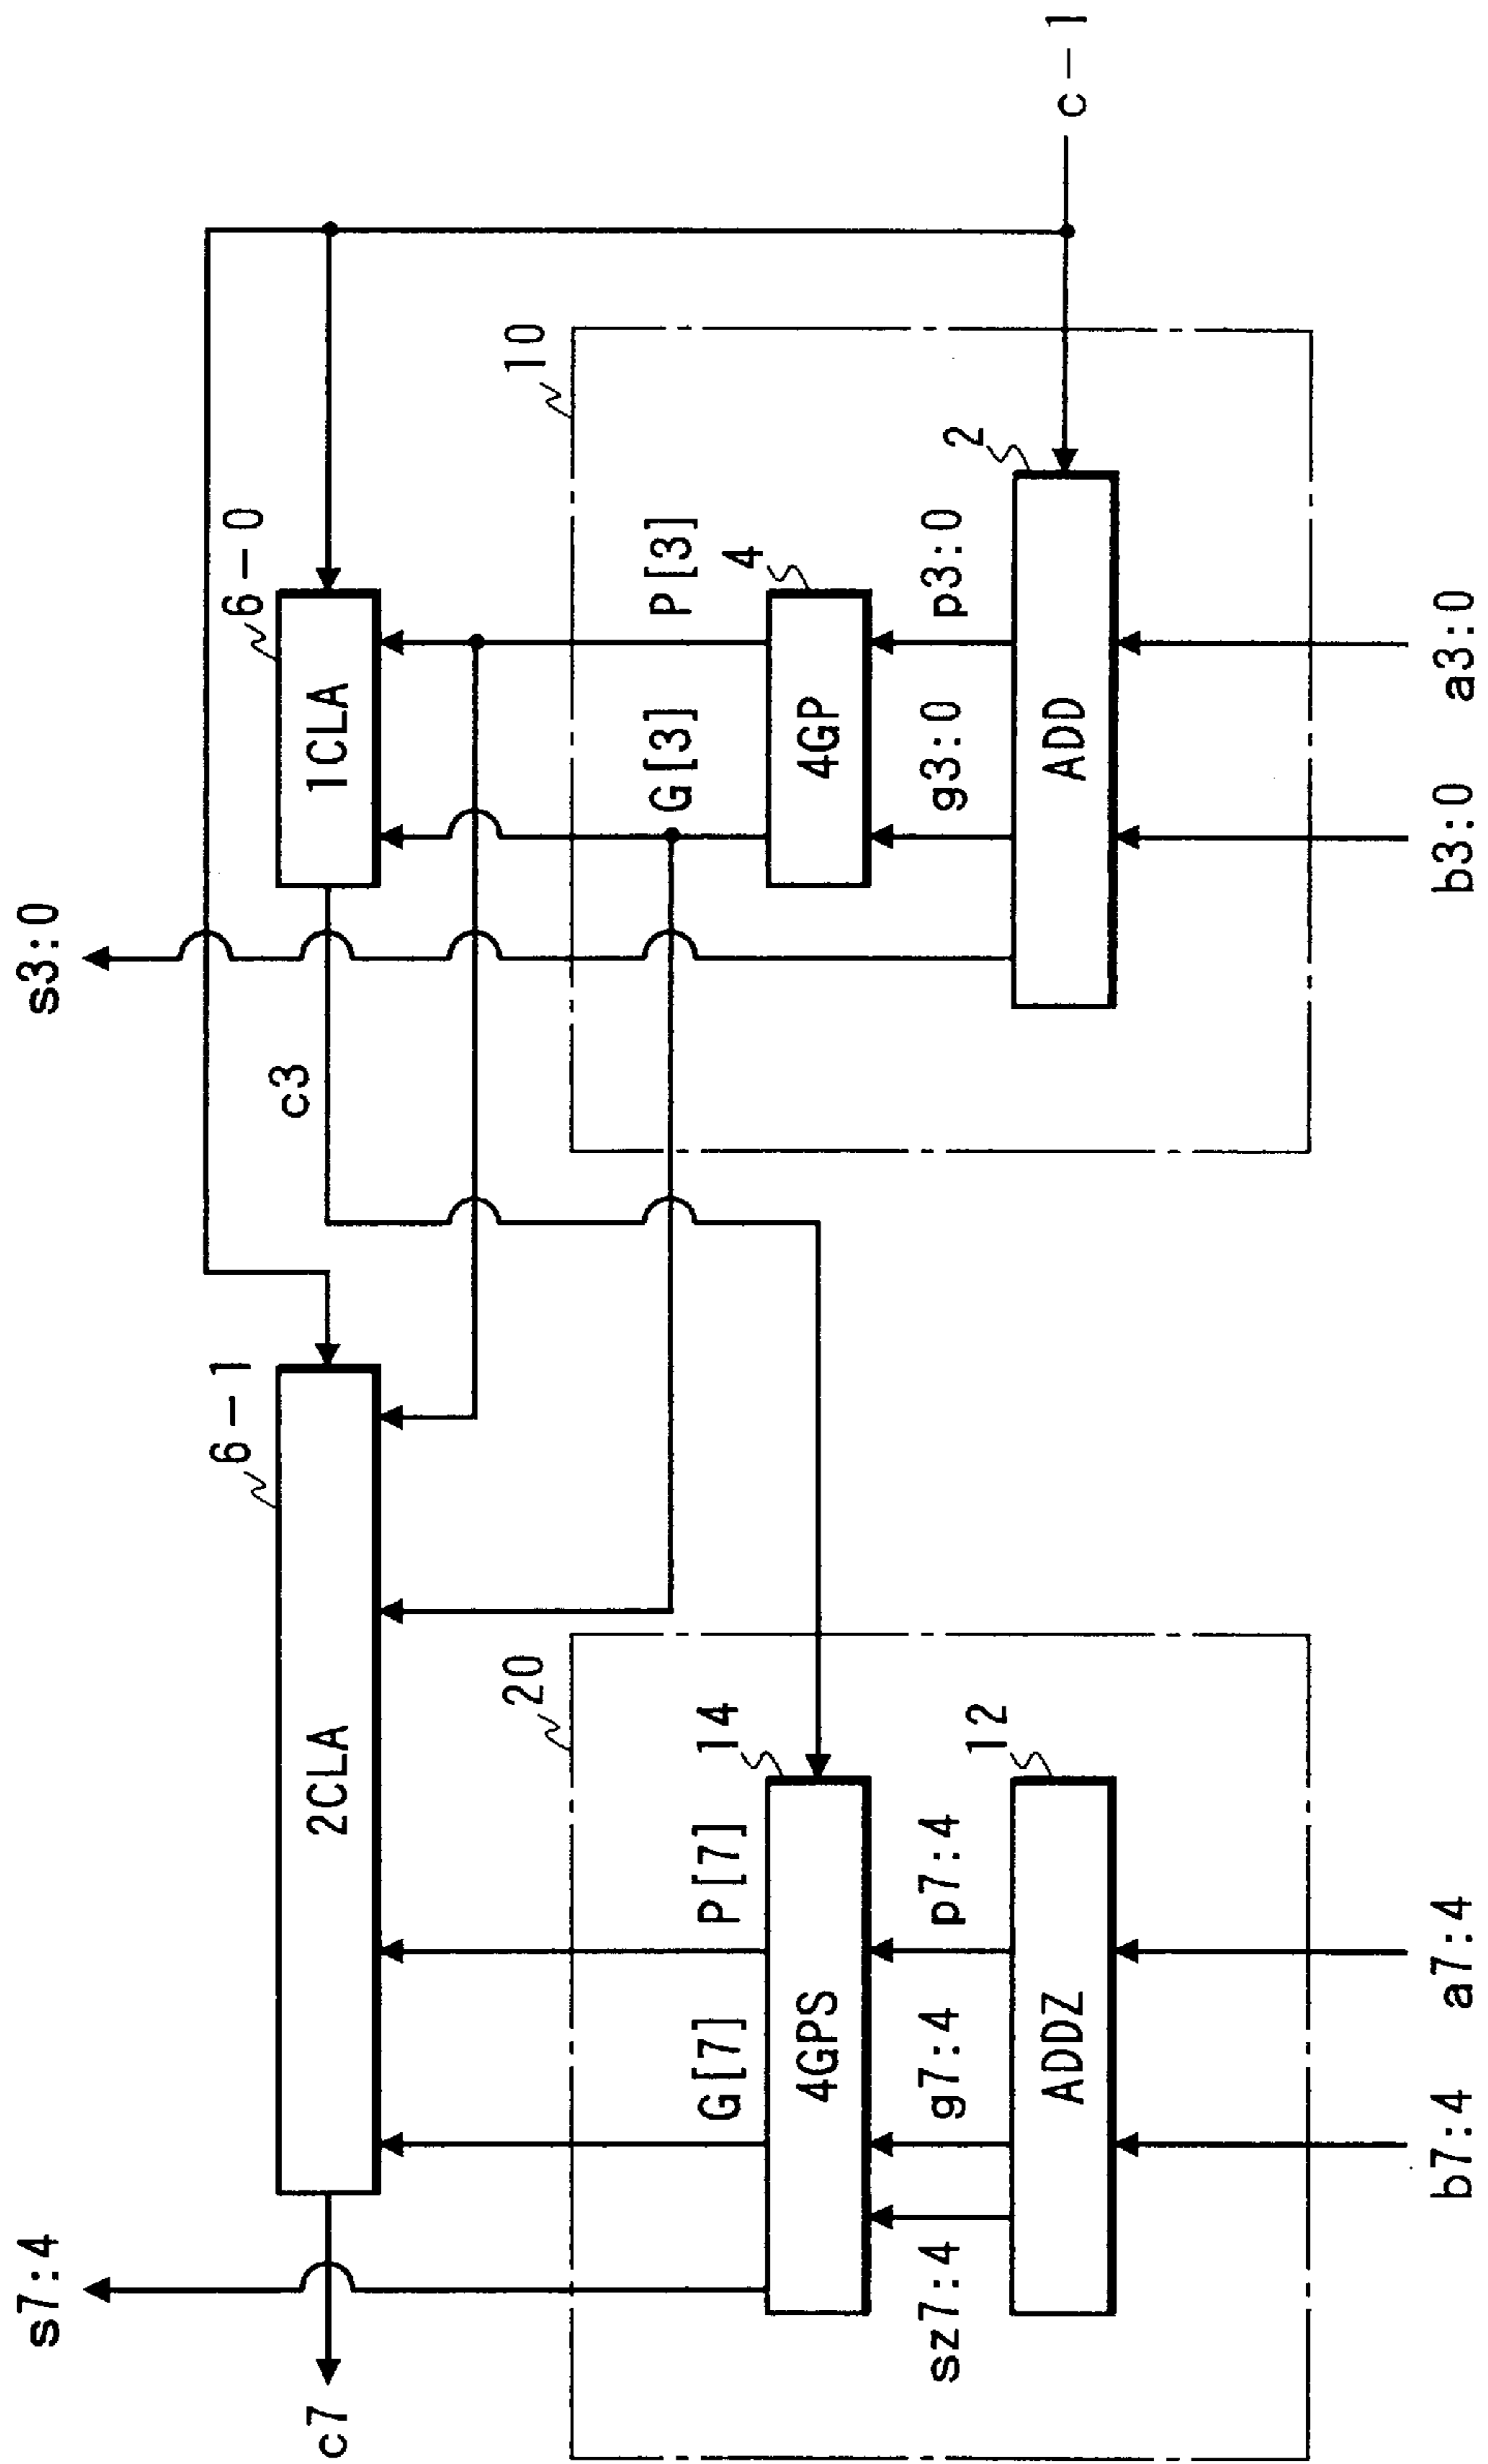 s7:4
s3:0
c7
2CLA
6-1
c3
1CLA
6-0
20
10
G[7]
P[7]
G[3]
P[3]
4GPS
14
4GP
4
sz7:4
g7:4
p7:4
g3:0
p3:0
ADDZ
12
ADD
2
c-1
b7:4
a7:4
b3:0
a3:0